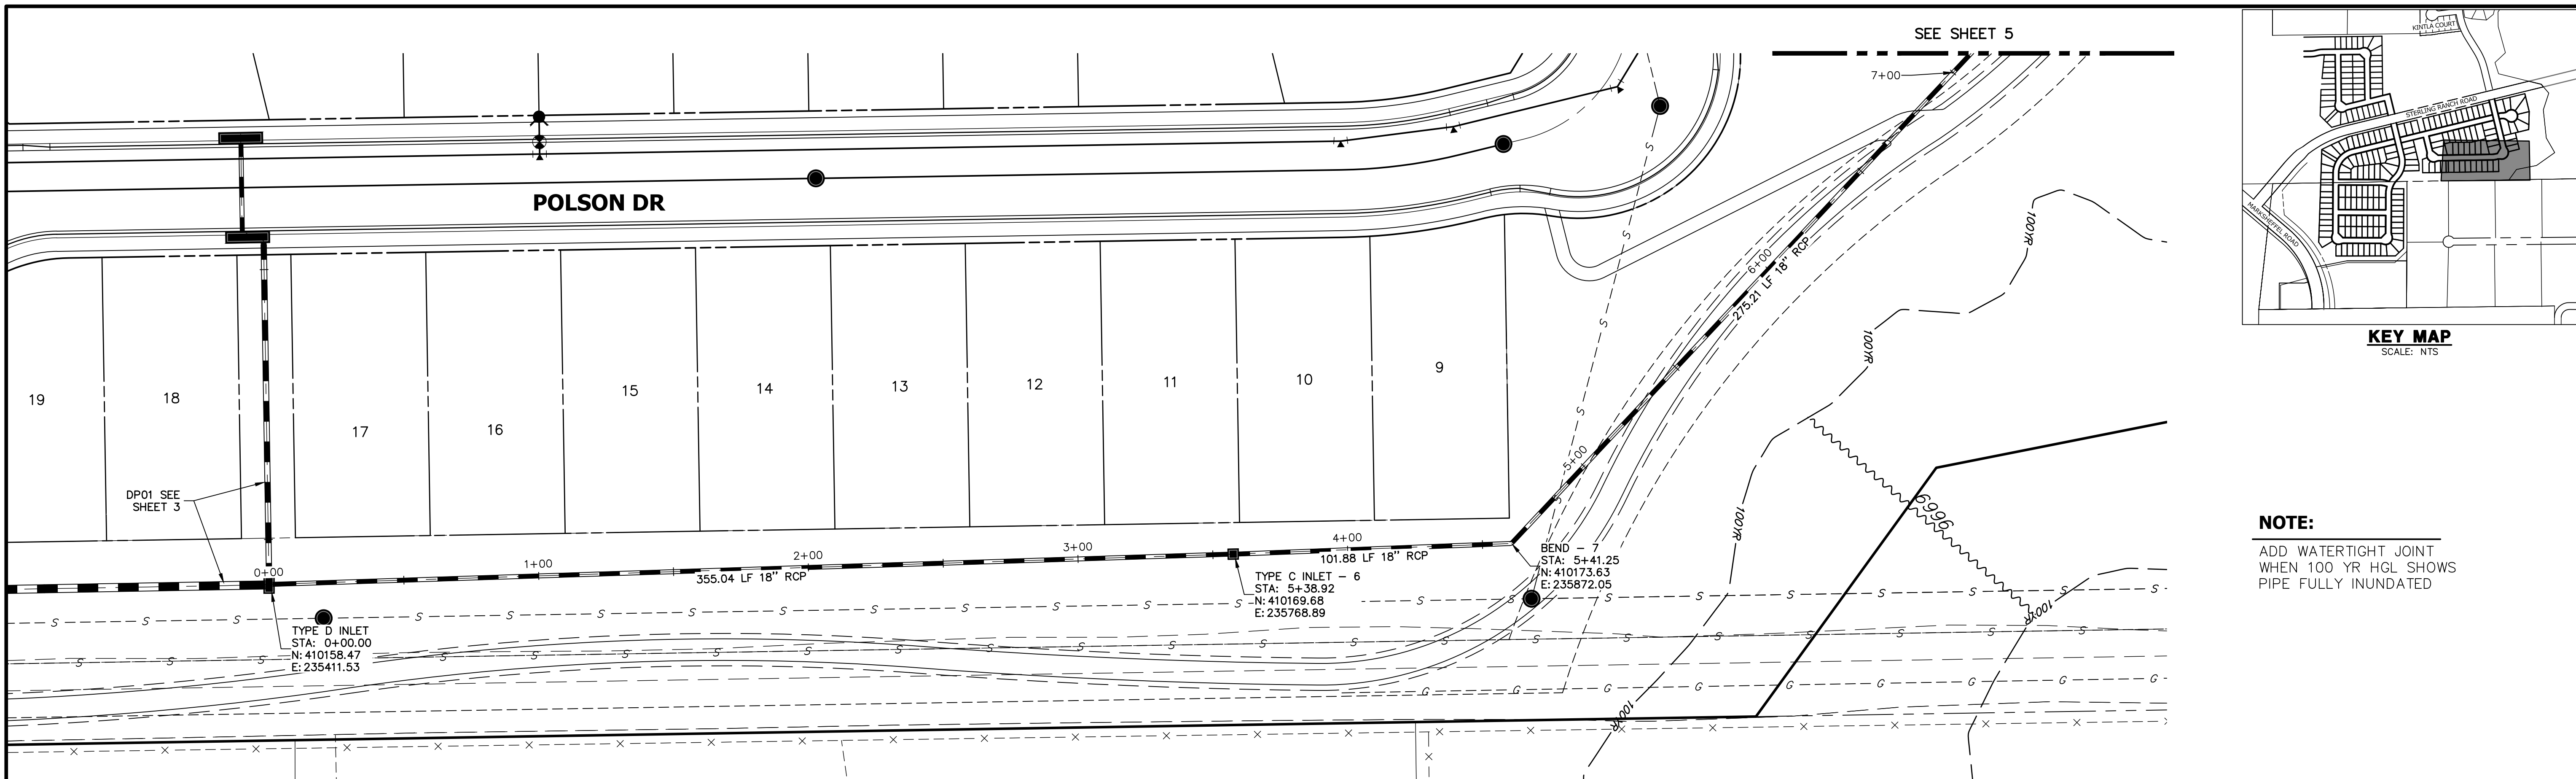 SEE SHEET 5
7+00
POLSON DR
19
18
17
16
15
14
13
12
11
10
9
DP01 SEE
SHEET 3
0+00
1+00
2+00
3+00
4+00
5+00
6+00
355.04 LF 18" RCP
101.88 LF 18" RCP
275.21 LF 18" RCP
TYPE D INLET
STA: 0+00.00
N: 410158.47
E: 235411.53
TYPE C INLET - 6
STA: 5+38.92
N: 410169.68
E: 235768.89
BEND - 7
STA: 5+41.25
N: 410173.63
E: 235872.05
100YR
100YR
100YR
100YR
100YR
6996
S S S S S S S S S S S S S S S S S S
S S S S S S S S S S S S S S S S S S
S S S S S
G G G G G G G G G
KINTLA COURT
STERLING RANCH ROAD
MARKSHEFFEL ROAD
KEY MAP
SCALE: NTS
NOTE:
ADD WATERTIGHT JOINT
WHEN 100 YR HGL SHOWS
PIPE FULLY INUNDATED